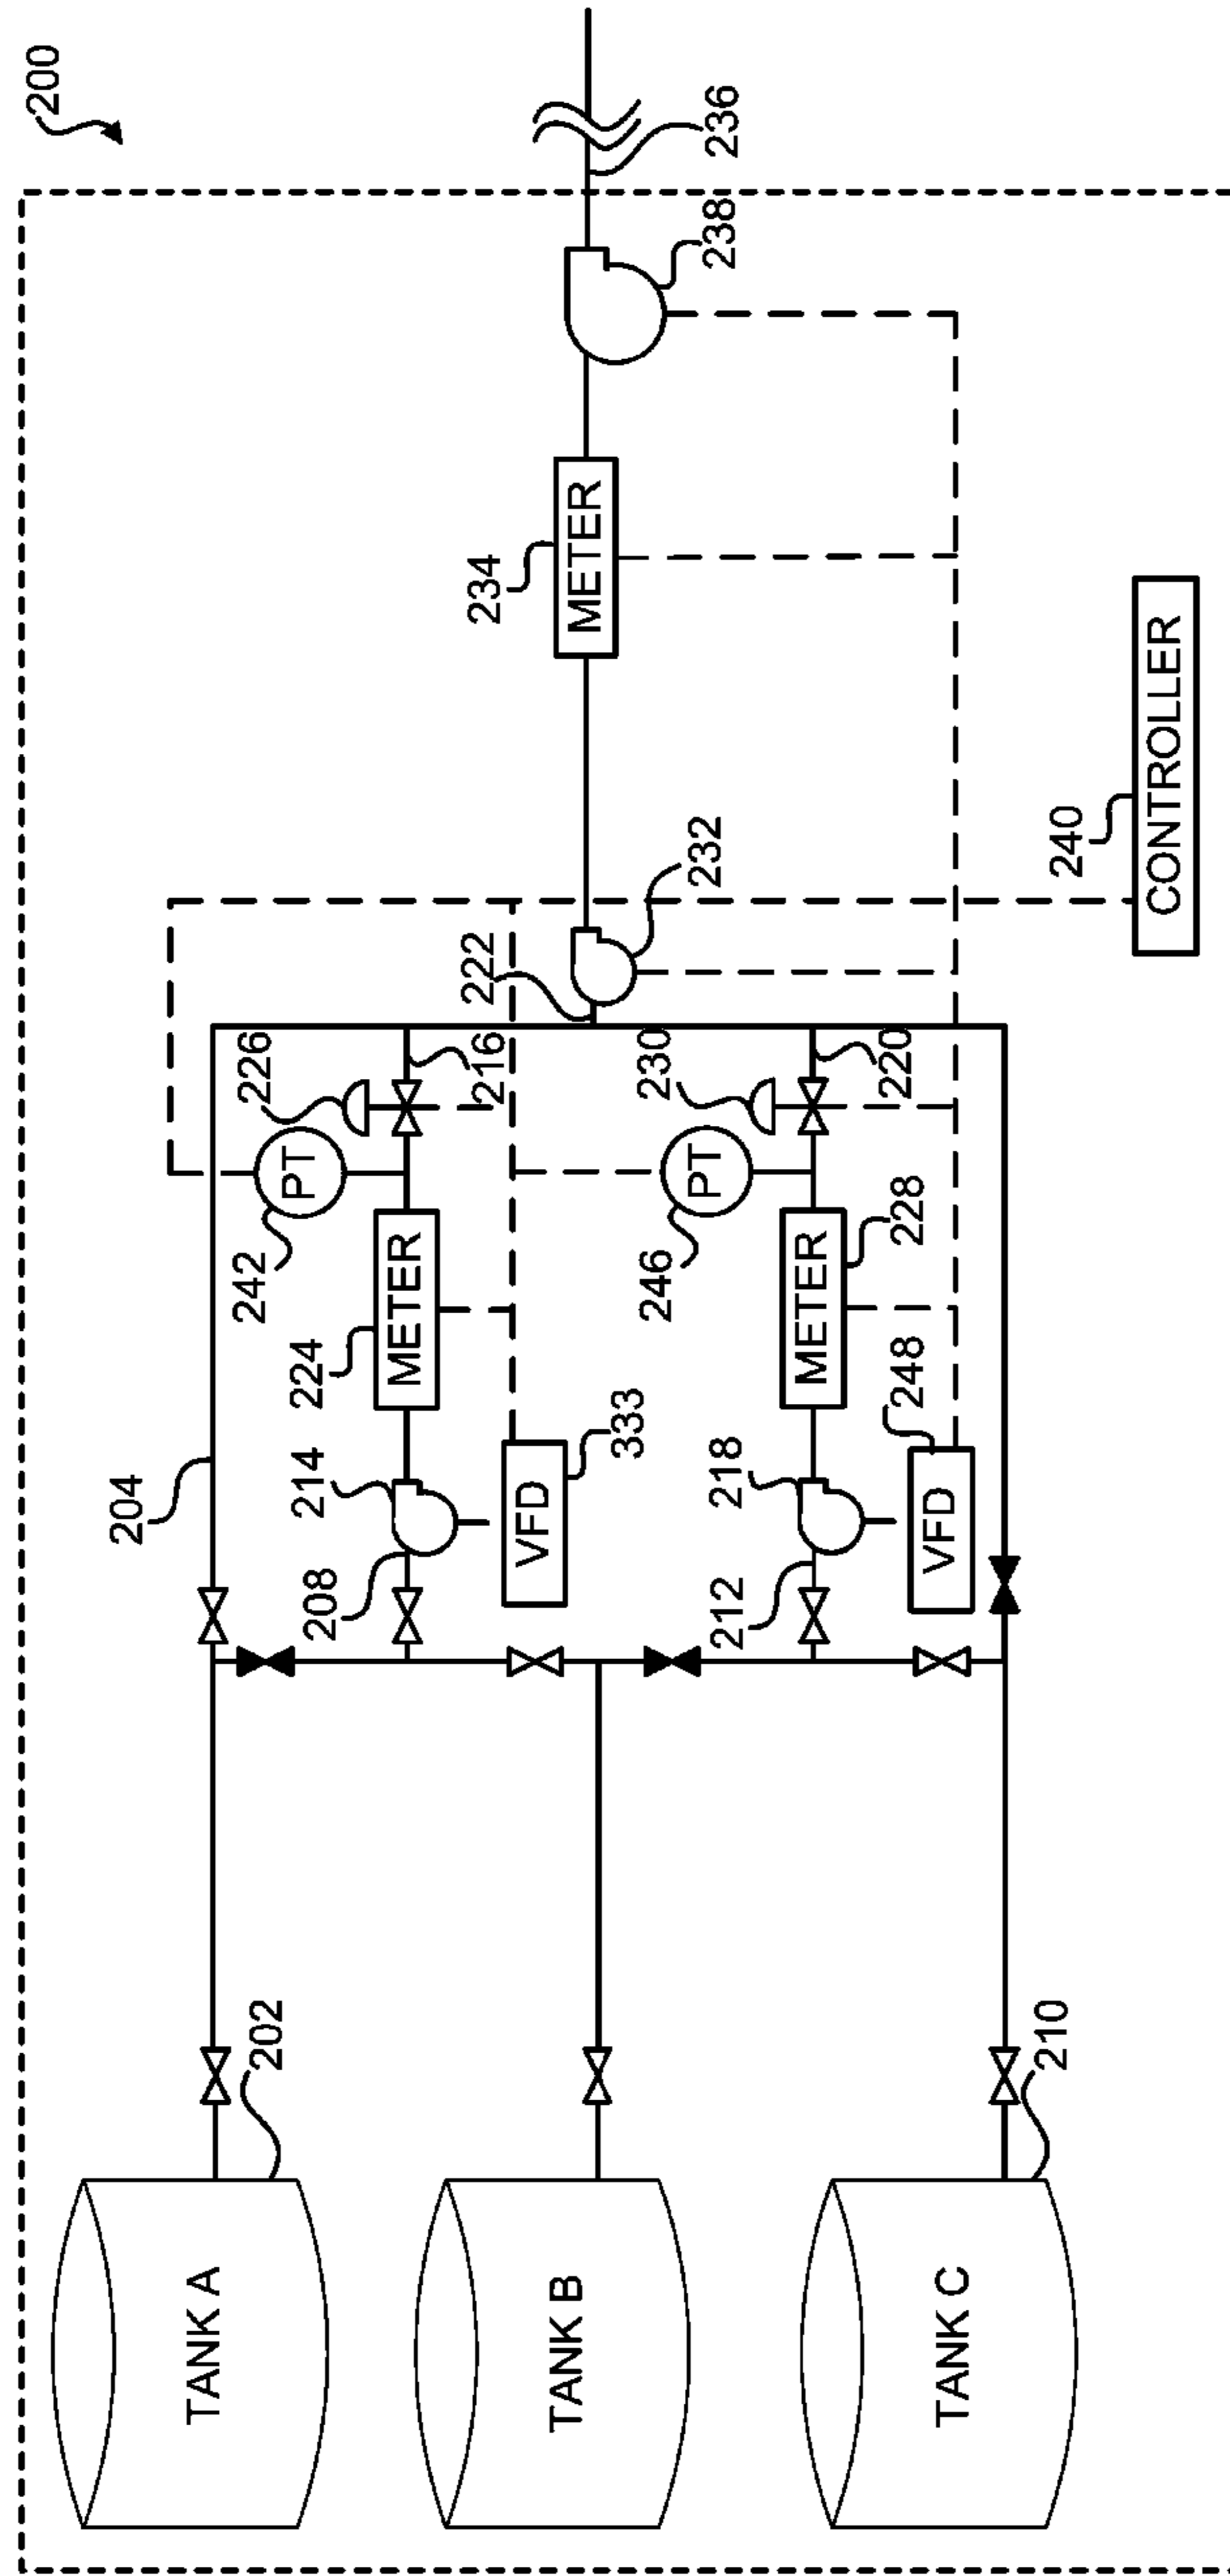 200
204
226
242
PT
216
224
METER
214
208
VFD
333
222
232
234
METER
238
236
230
246
PT
220
228
METER
218
212
VFD
248
240
CONTROLLER
TANK A
202
TANK B
TANK C
210